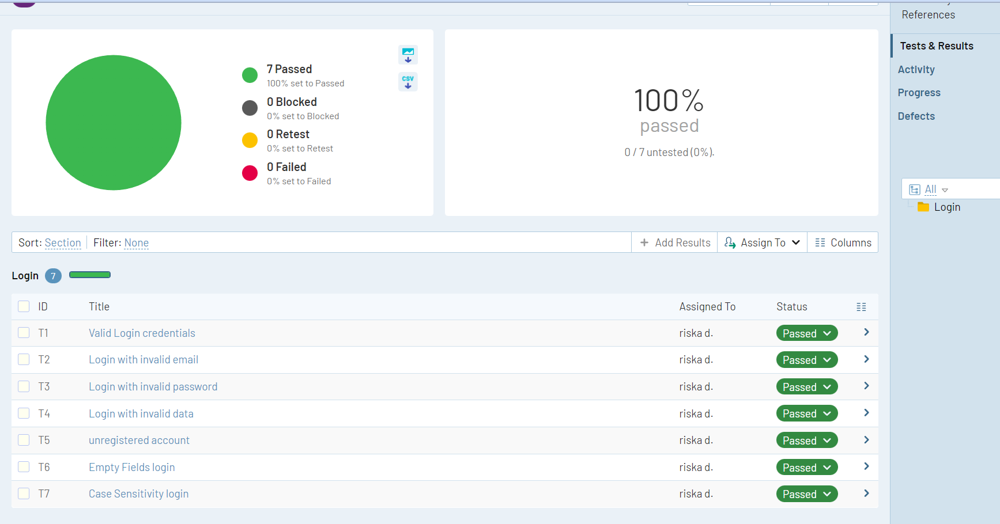 References
Tests & Results
Activity
Progress
Defects
All
Login
7 Passed
100% set to Passed
0 Blocked
0% set to Blocked
0 Retest
0% set to Retest
0 Failed
0% set to Failed
CSV
100%
passed
0 / 7 untested (0%).
Sort: Section Filter: None
+ Add Results Assign To Columns
Login 7
ID Title Assigned To Status
T1 Valid Login credentials riska d. Passed
T2 Login with invalid email riska d. Passed
T3 Login with invalid password riska d. Passed
T4 Login with invalid data riska d. Passed
T5 unregistered account riska d. Passed
T6 Empty Fields login riska d. Passed
T7 Case Sensitivity login riska d. Passed